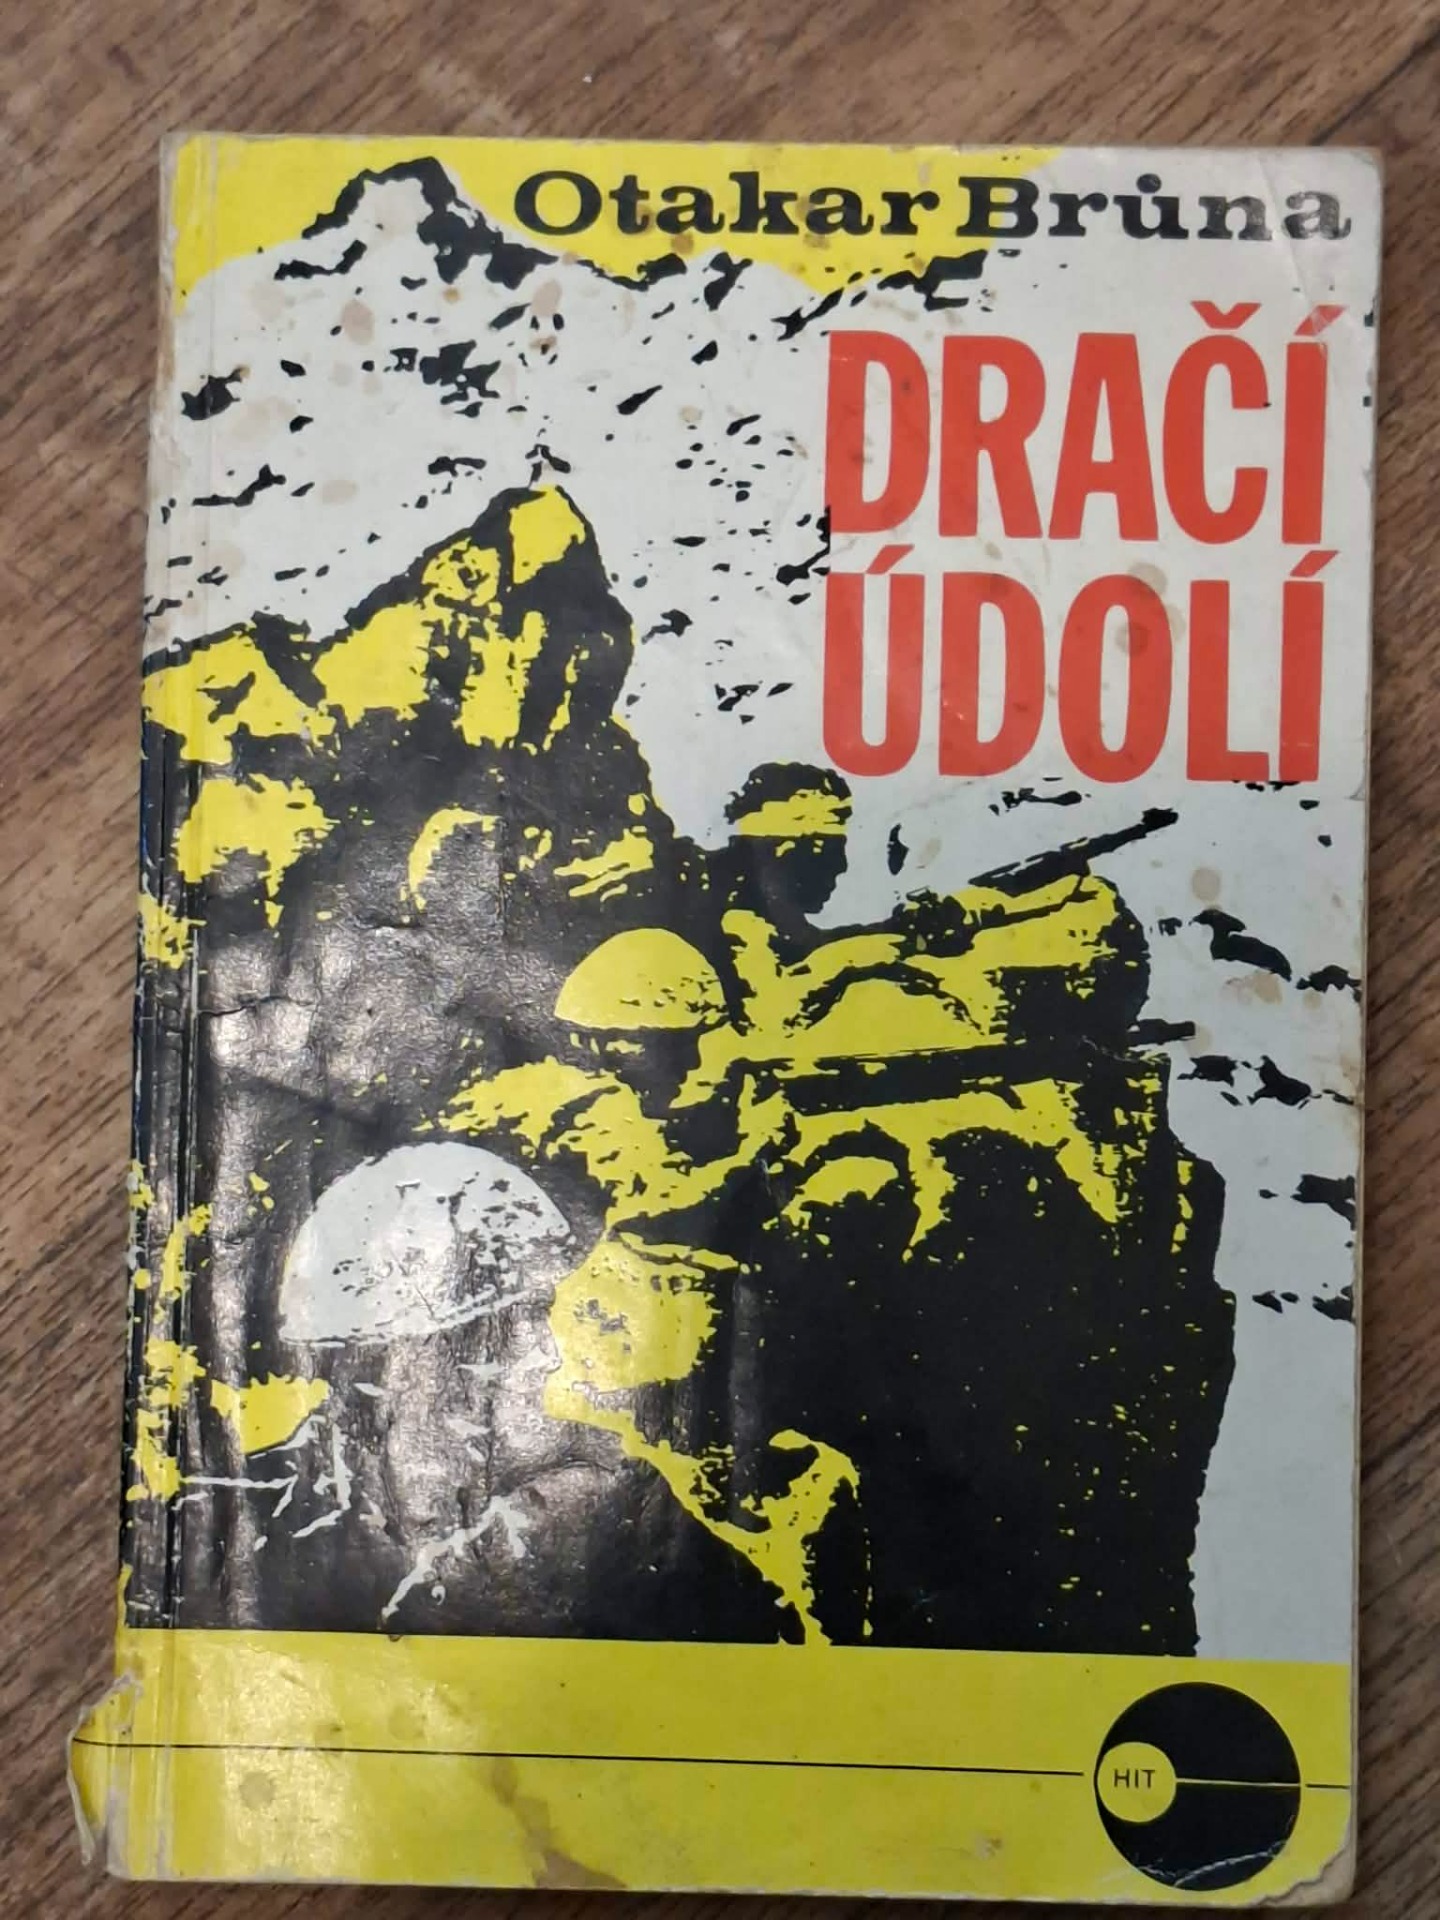 Otakar Brůna
DRAČÍ
ÚDOLÍ
HIT